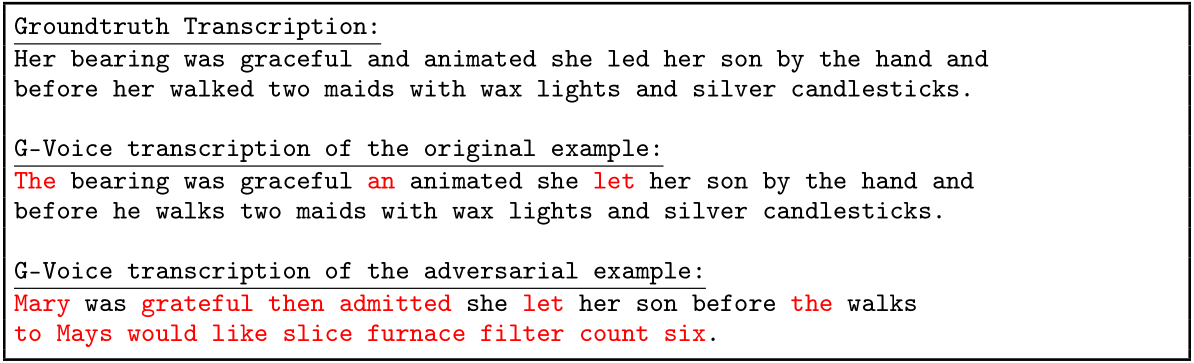 Groundtruth Transcription:
Her bearing was graceful and animated she led her son by the hand and
before her walked two maids with wax lights and silver candlesticks.
G-Voice transcription of the original example:
The bearing was graceful an animated she let her son by the hand and
before he walks two maids with wax lights and silver candlesticks.
G-Voice transcription of the adversarial example:
Mary was grateful then admitted she let her son before the walks
to Mays would like slice furnace filter count six.